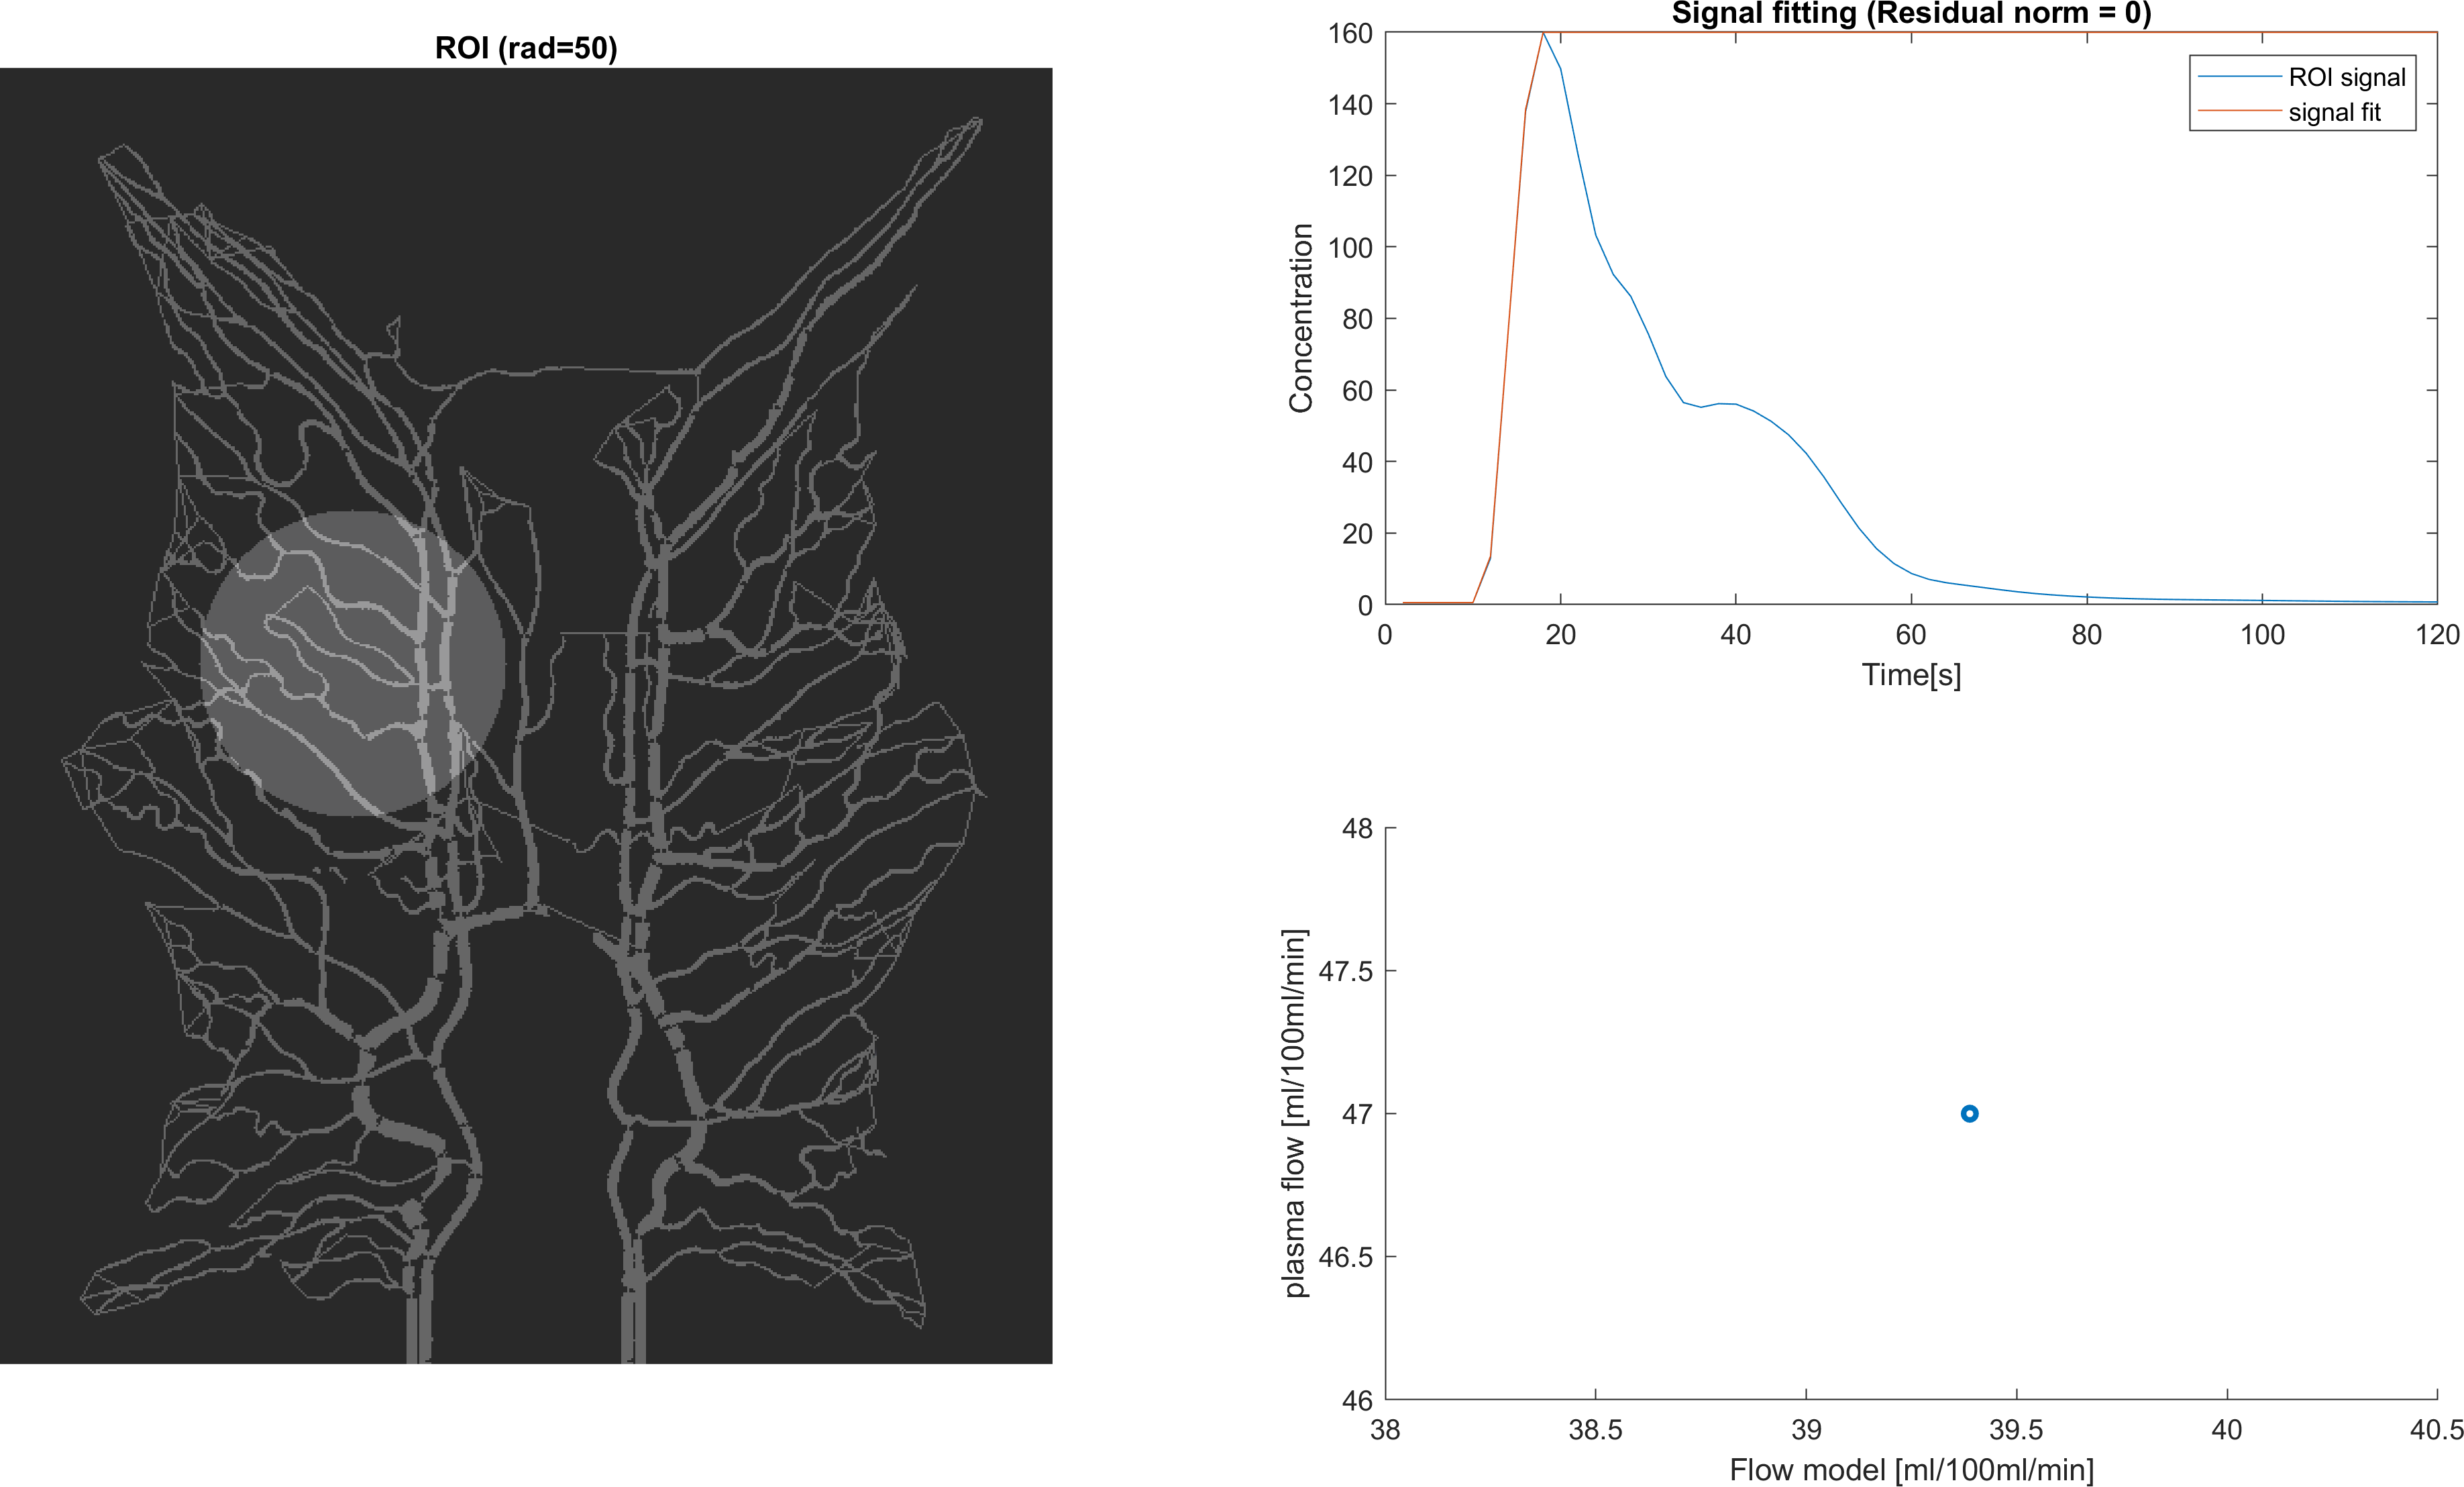 ROI (rad=50)
Signal fitting (Residual norm = 0)
160
140
120
100
80
60
40
20
0
Concentration
ROI signal
signal fit
0 20 40 60 80 100 120
Time[s]
48
47.5
47
46.5
46
plasma flow [ml/100ml/min]
38 38.5 39 39.5 40 40.5
Flow model [ml/100ml/min]